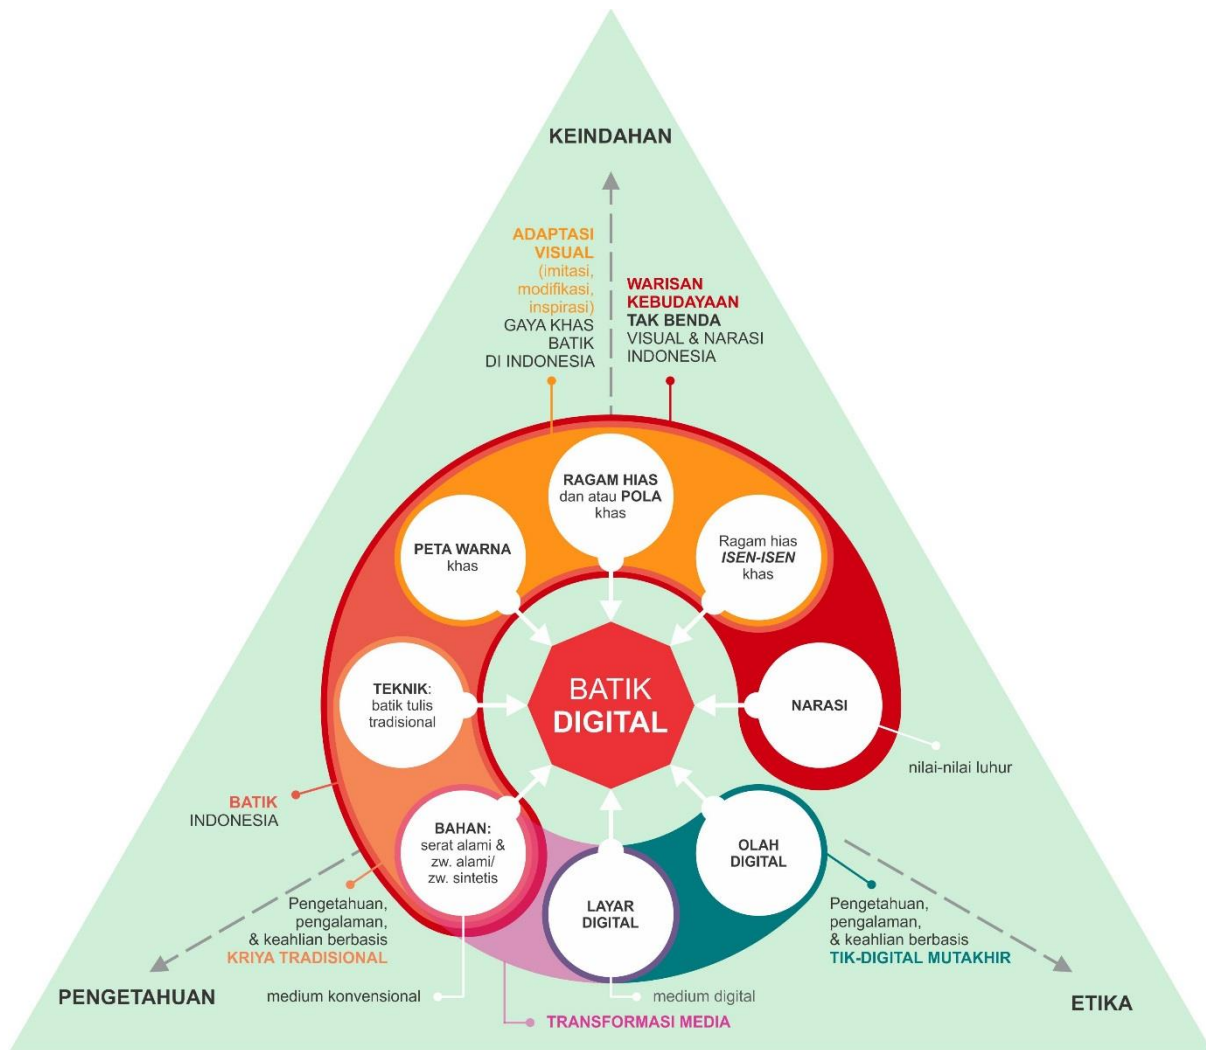 KEINDAHAN
ADAPTASI
VISUAL
(imitasi,
modifikasi,
inspirasi)
GAYA KHAS
BATIK
DI INDONESIA
WARISAN
KEBUDAYAAN
TAK BENDA
VISUAL & NARASI
INDONESIA
RAGAM HIAS
dan atau POLA
khas
PETA WARNA
khas
Ragam hias
ISEN-ISEN
khas
TEKNIK:
batik tulis
tradisional
BATIK
DIGITAL
NARASI
nilai-nilai luhur
BATIK
INDONESIA
BAHAN:
serat alami &
zw. alami/
zw. sintetis
LAYAR
DIGITAL
OLAH
DIGITAL
Pengetahuan,
pengalaman,
& keahlian berbasis
KRIYA TRADISIONAL
Pengetahuan,
pengalaman,
& keahlian berbasis
TIK-DIGITAL MUTAKHIR
PENGETAHUAN
medium konvensional
medium digital
ETIKA
TRANSFORMASI MEDIA